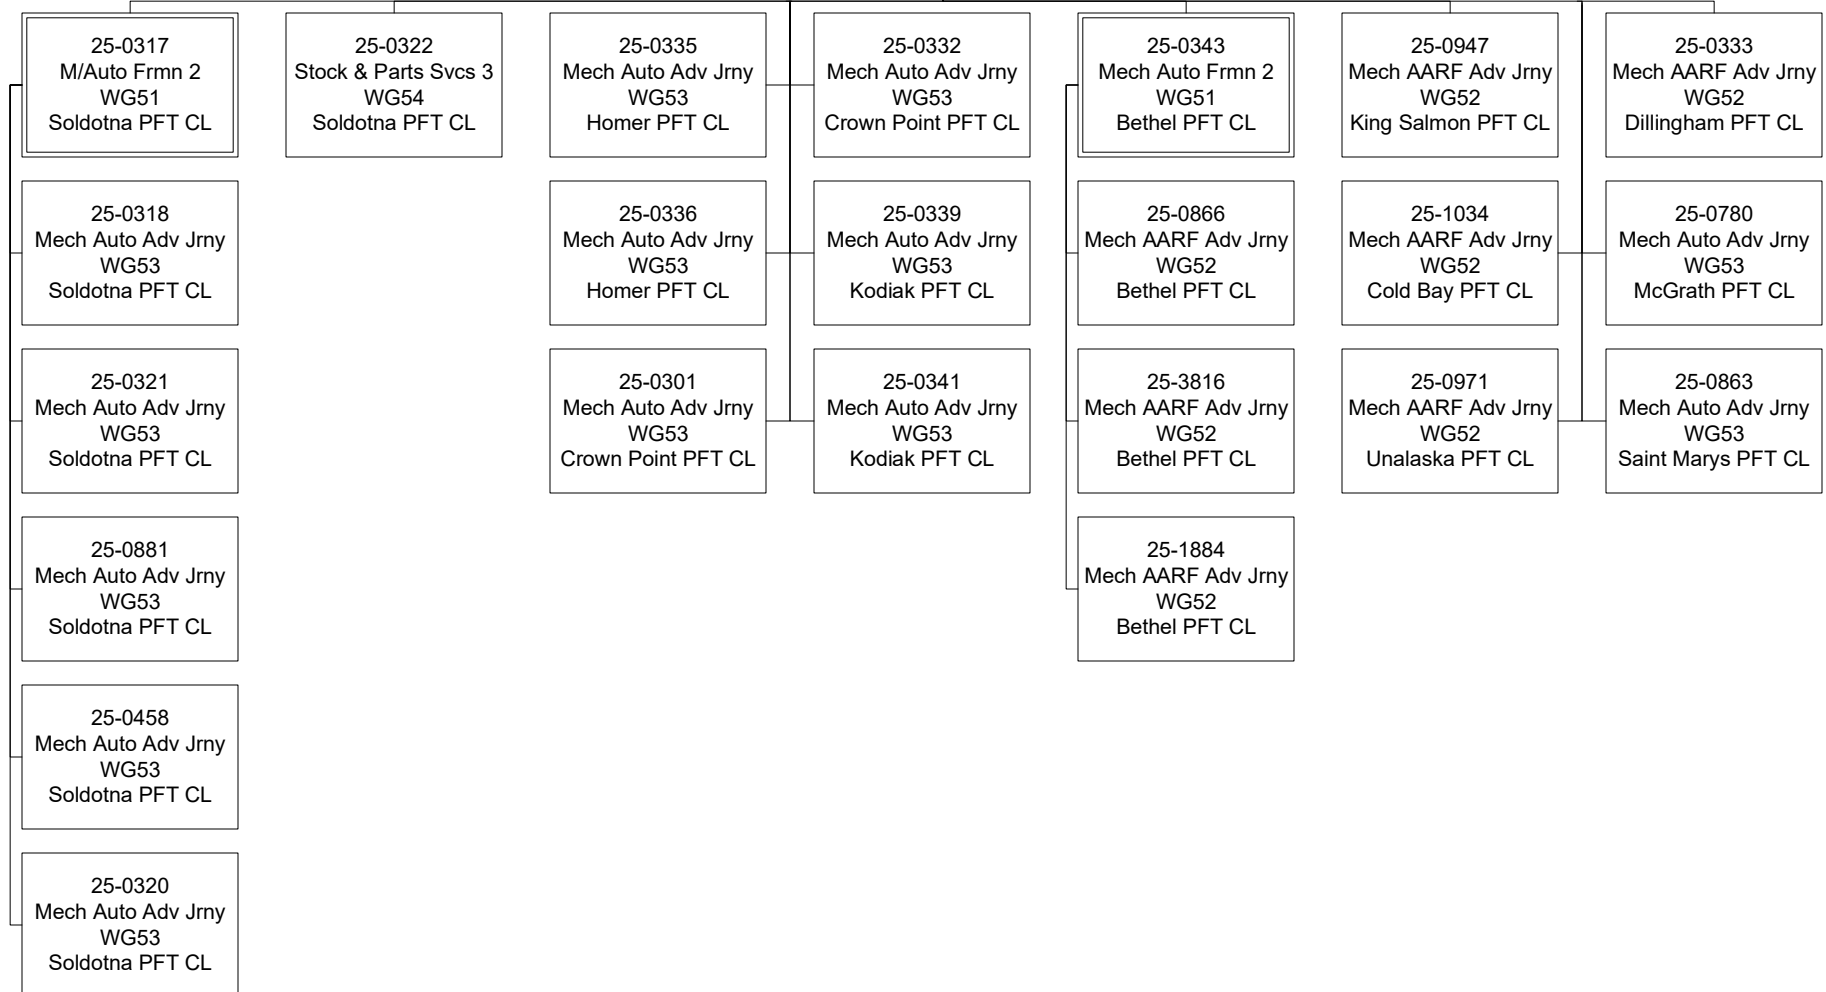 25-0317
M/Auto Frmn 2
WG51
Soldotna PFT CL
25-0322
Stock & Parts Svcs 3
WG54
Soldotna PFT CL
25-0335
Mech Auto Adv Jrny
WG53
Homer PFT CL
25-0332
Mech Auto Adv Jrny
WG53
Crown Point PFT CL
25-0343
Mech Auto Frmn 2
WG51
Bethel PFT CL
25-0947
Mech AARF Adv Jrny
WG52
King Salmon PFT CL
25-0333
Mech AARF Adv Jrny
WG52
Dillingham PFT CL
25-0318
Mech Auto Adv Jrny
WG53
Soldotna PFT CL
25-0336
Mech Auto Adv Jrny
WG53
Homer PFT CL
25-0339
Mech Auto Adv Jrny
WG53
Kodiak PFT CL
25-0866
Mech AARF Adv Jrny
WG52
Bethel PFT CL
25-1034
Mech AARF Adv Jrny
WG52
Cold Bay PFT CL
25-0780
Mech Auto Adv Jrny
WG53
McGrath PFT CL
25-0321
Mech Auto Adv Jrny
WG53
Soldotna PFT CL
25-0301
Mech Auto Adv Jrny
WG53
Crown Point PFT CL
25-0341
Mech Auto Adv Jrny
WG53
Kodiak PFT CL
25-3816
Mech AARF Adv Jrny
WG52
Bethel PFT CL
25-0971
Mech AARF Adv Jrny
WG52
Unalaska PFT CL
25-0863
Mech Auto Adv Jrny
WG53
Saint Marys PFT CL
25-0881
Mech Auto Adv Jrny
WG53
Soldotna PFT CL
25-1884
Mech AARF Adv Jrny
WG52
Bethel PFT CL
25-0458
Mech Auto Adv Jrny
WG53
Soldotna PFT CL
25-0320
Mech Auto Adv Jrny
WG53
Soldotna PFT CL